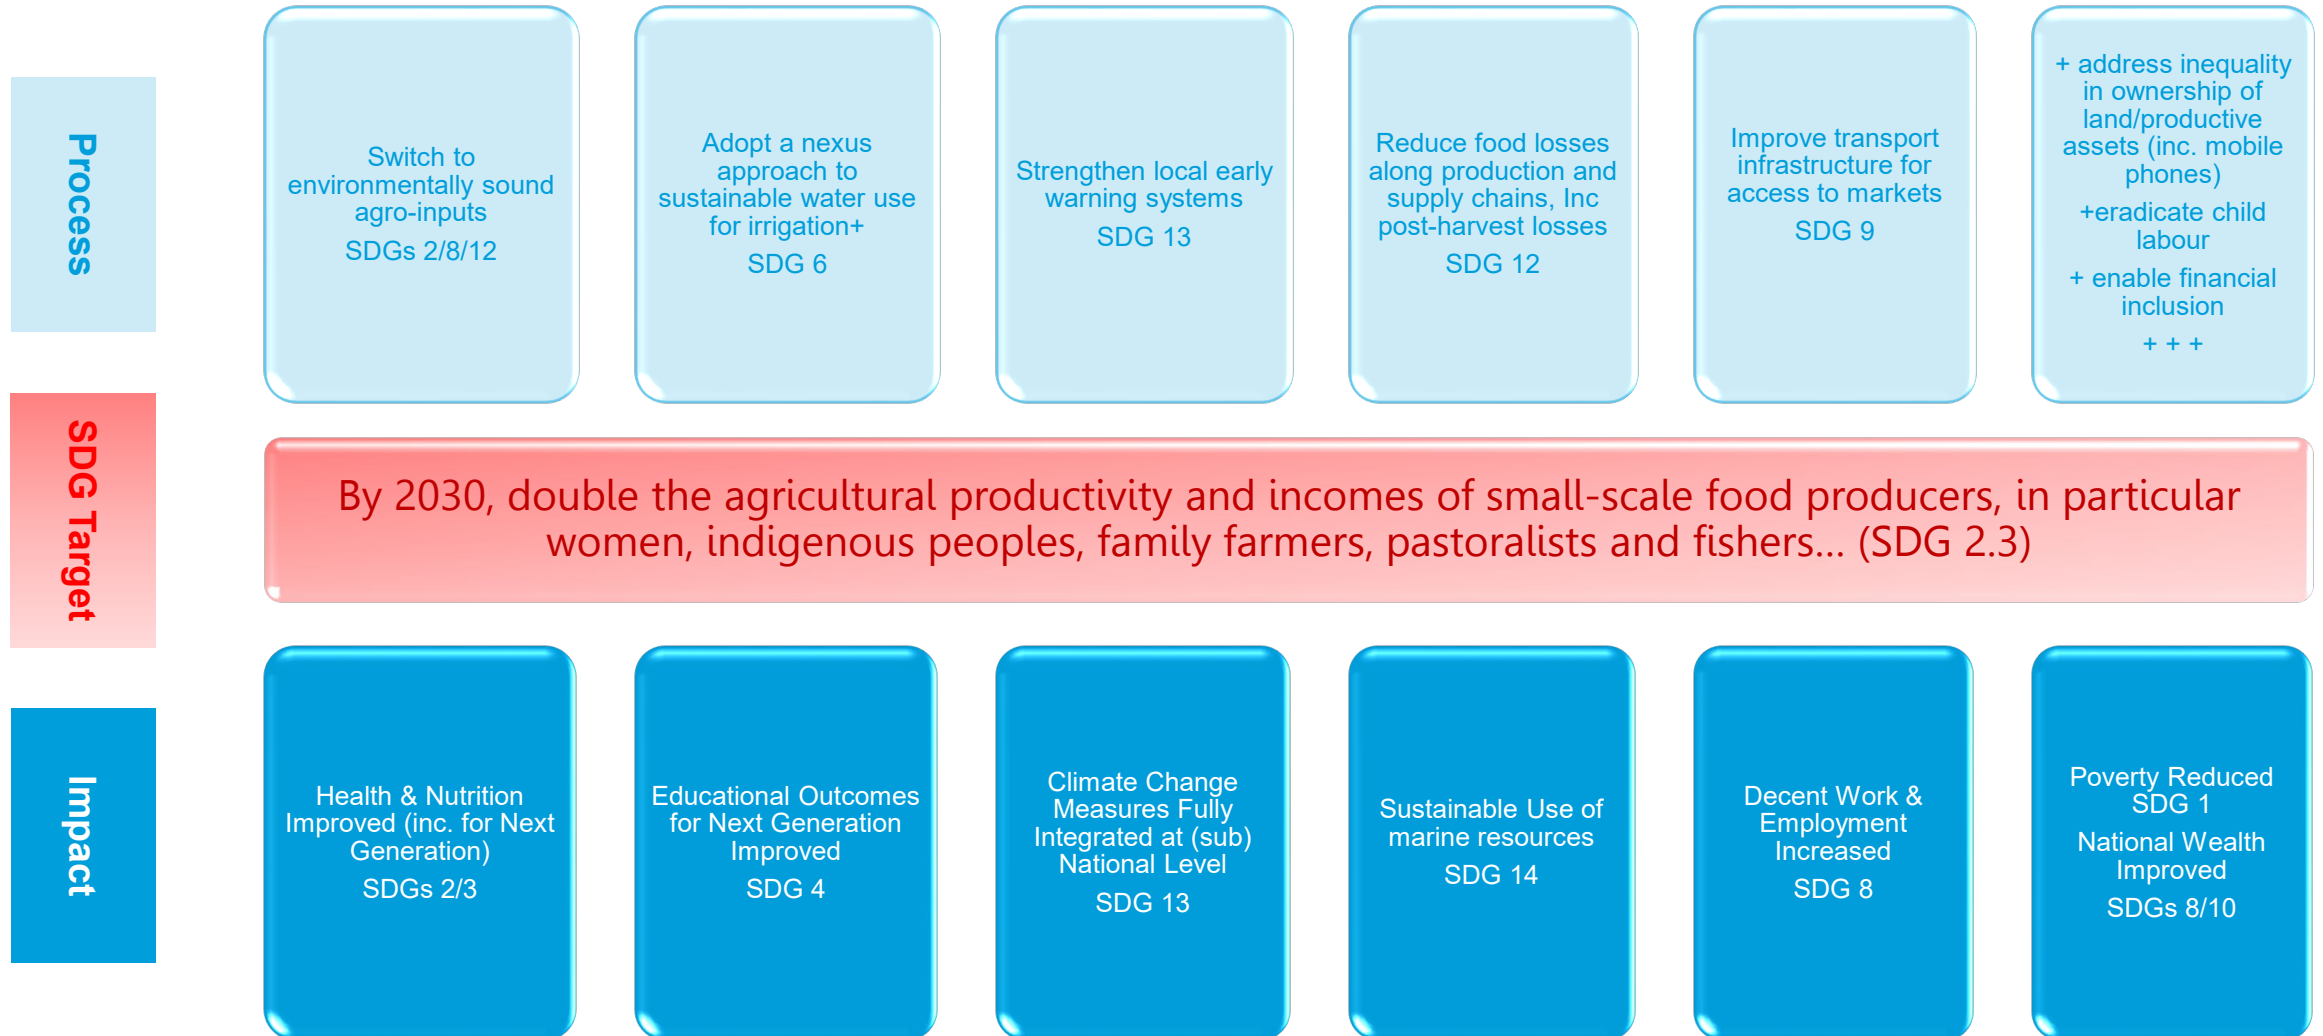 Process
Switch to
environmentally sound
agro-inputs
SDGs 2/8/12
Adopt a nexus
approach to
sustainable water use
for irrigation+
SDG 6
Strengthen local early
warning systems
SDG 13
Reduce food losses
along production and
supply chains, Inc
post-harvest losses
SDG 12
Improve transport
infrastructure for
access to markets
SDG 9
+ address inequality
in ownership of
land/productive
assets (inc. mobile
phones)
+eradicate child
labour
+ enable financial
inclusion
+ + +
SDG Target
By 2030, double the agricultural productivity and incomes of small-scale food producers, in particular
women, indigenous peoples, family farmers, pastoralists and fishers... (SDG 2.3)
Impact
Health & Nutrition
Improved (inc. for Next
Generation)
SDGs 2/3
Educational Outcomes
for Next Generation
Improved
SDG 4
Climate Change
Measures Fully
Integrated at (sub)
National Level
SDG 13
Sustainable Use of
marine resources
SDG 14
Decent Work &
Employment
Increased
SDG 8
Poverty Reduced
SDG 1
National Wealth
Improved
SDGs 8/10